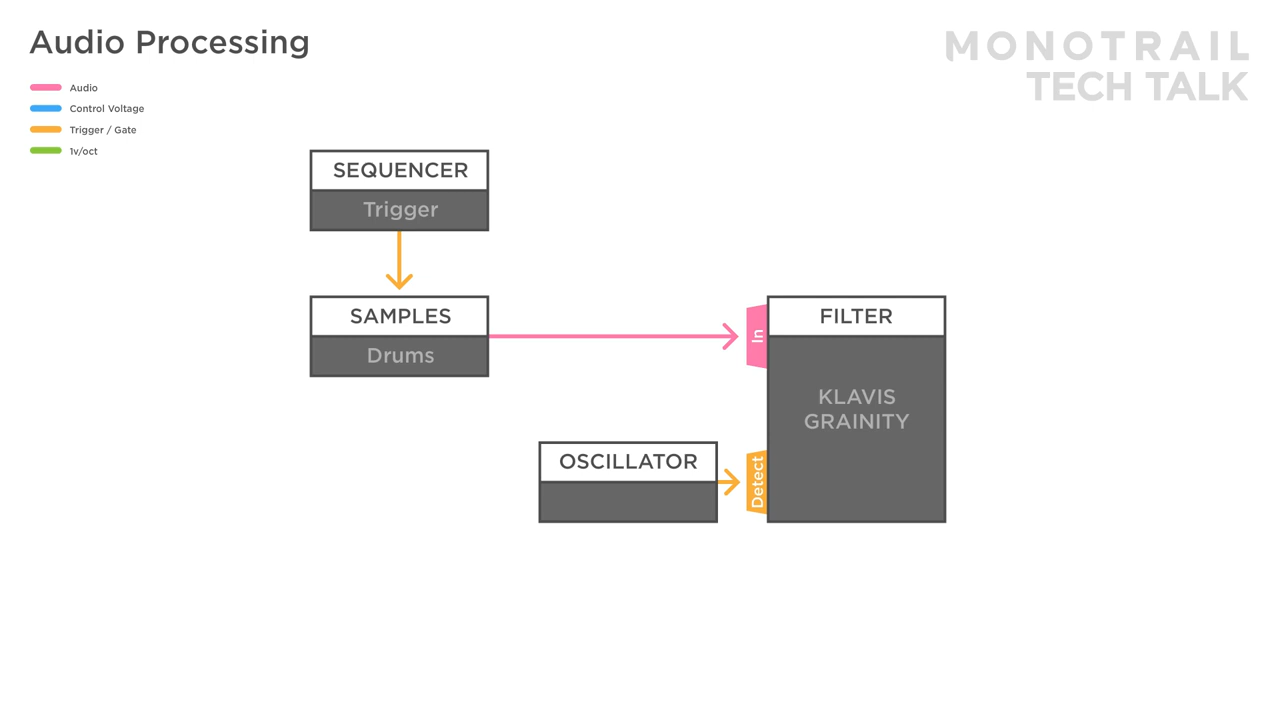 Audio Processing
MONOTRAIL
TECH TALK
Audio
Control Voltage
Trigger / Gate
1v/oct
SEQUENCER
Trigger
SAMPLES
Drums
In
FILTER
KLAVIS
GRAINITY
OSCILLATOR
Detect